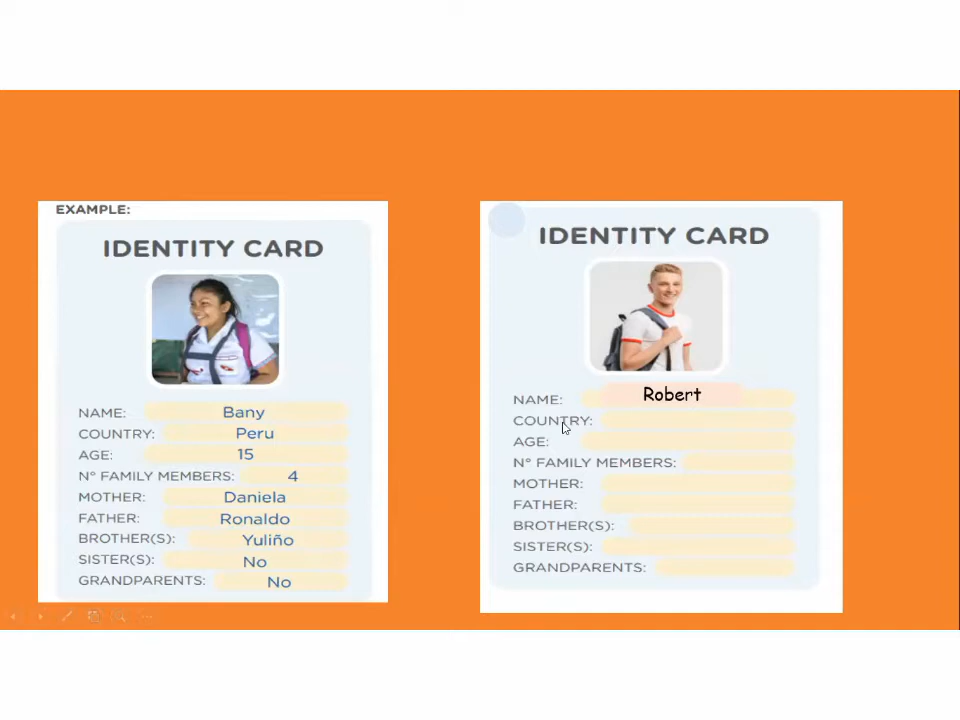 EXAMPLE:
IDENTITY CARD
NAME: Bany
COUNTRY: Peru
AGE: 15
N° FAMILY MEMBERS: 4
MOTHER: Daniela
FATHER: Ronaldo
BROTHER(S): Yuliño
SISTER(S): No
GRANDPARENTS: No
IDENTITY CARD
NAME: Robert
COUNTRY:
AGE:
N° FAMILY MEMBERS:
MOTHER:
FATHER:
BROTHER(S):
SISTER(S):
GRANDPARENTS: